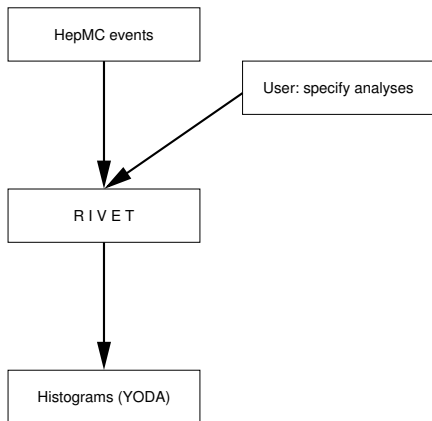 HepMC events
User: specify analyses
R I V E T
Histograms (YODA)